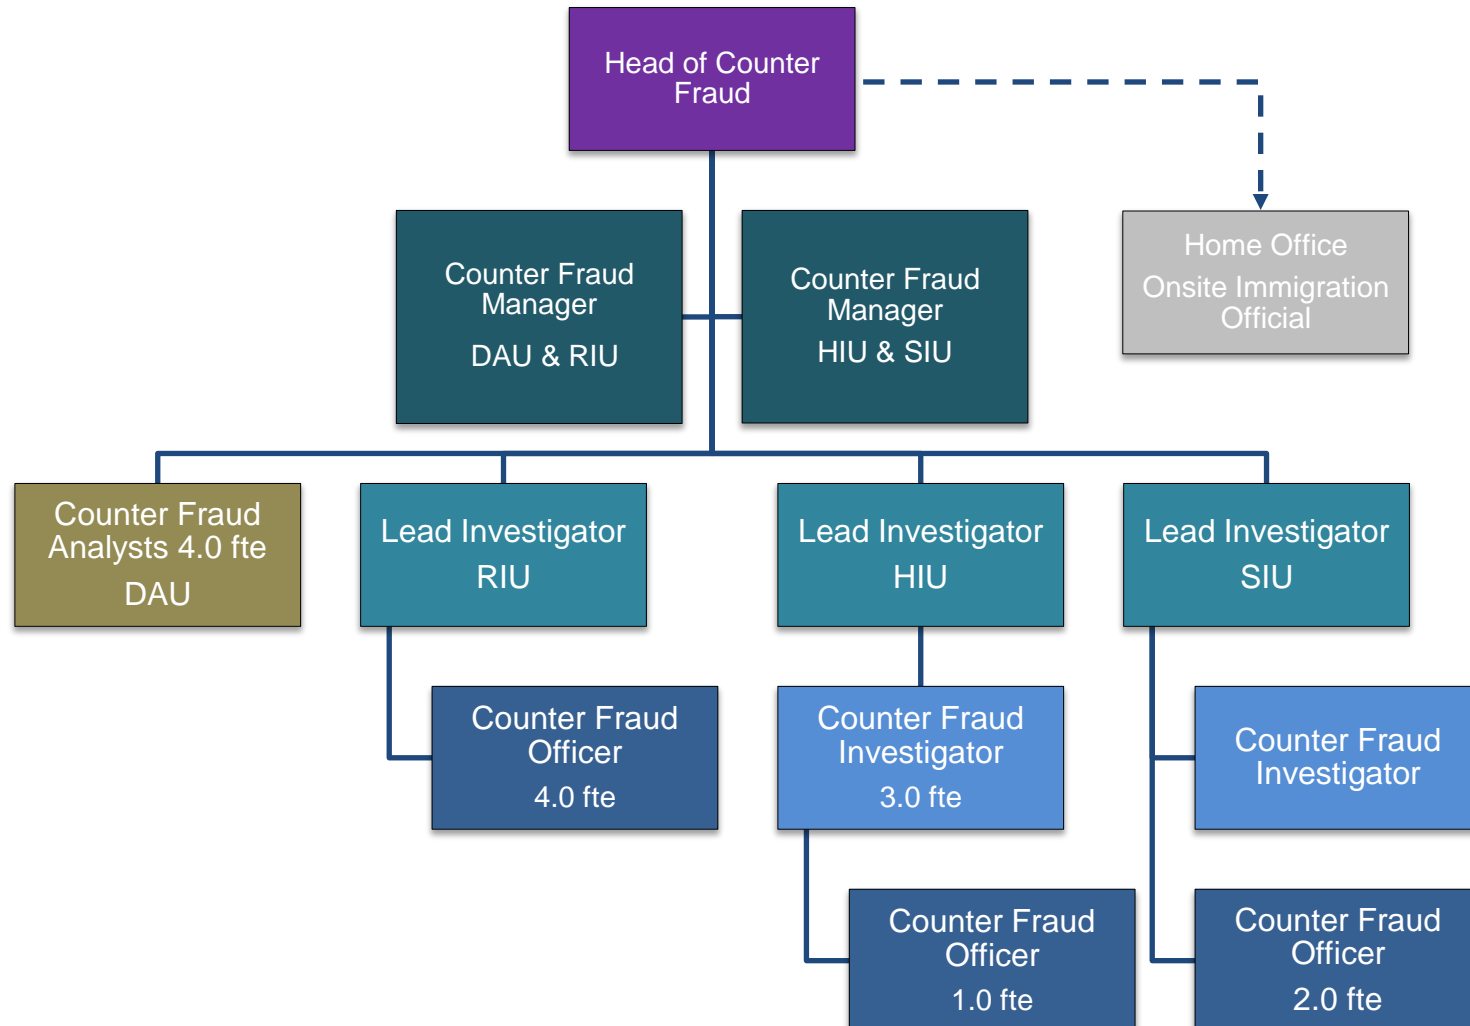 Head of Counter
Fraud
Counter Fraud
Manager
DAU & RIU
Counter Fraud
Manager
HIU & SIU
Home Office
Onsite Immigration
Official
Counter Fraud
Analysts 4.0 fte
DAU
Lead Investigator
RIU
Lead Investigator
HIU
Lead Investigator
SIU
Counter Fraud
Officer
4.0 fte
Counter Fraud
Investigator
3.0 fte
Counter Fraud
Investigator
Counter Fraud
Officer
1.0 fte
Counter Fraud
Officer
2.0 fte